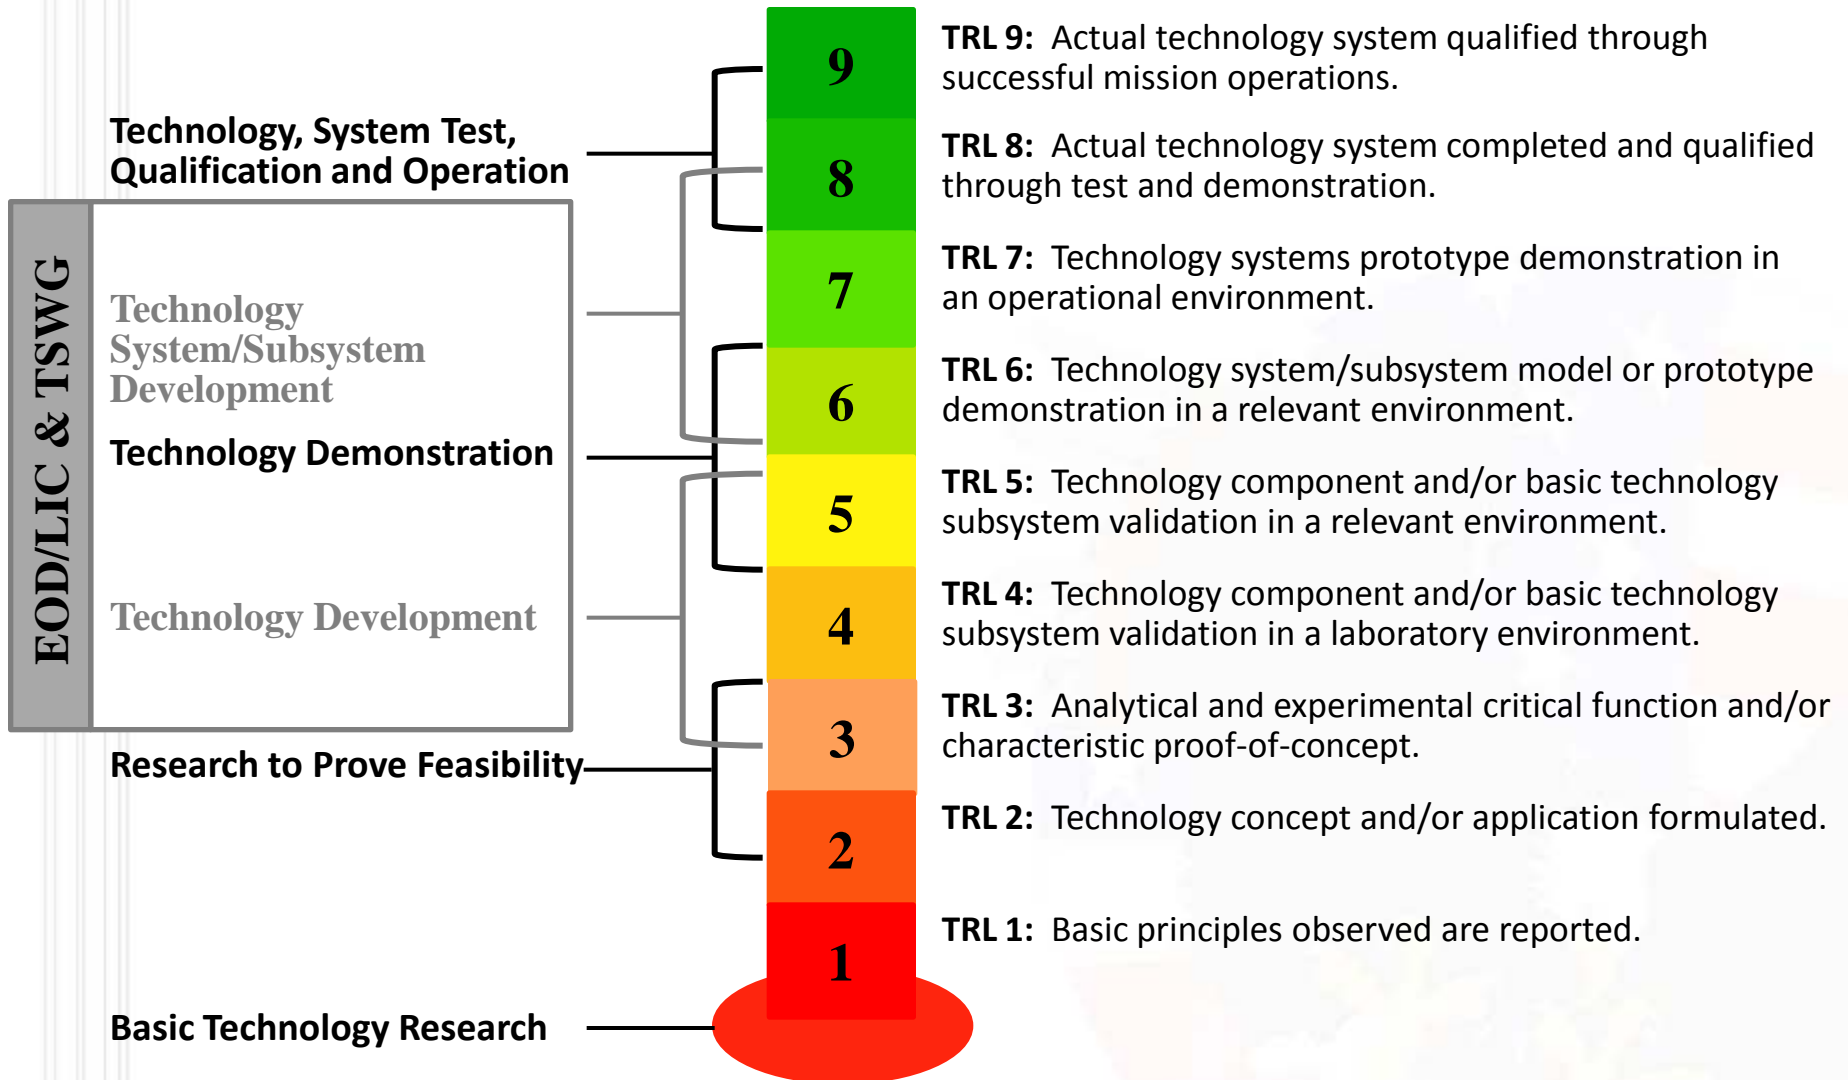 EOD/LIC & TSWG
Technology, System Test,
Qualification and Operation
Technology
System/Subsystem
Development
Technology Demonstration
Technology Development
Research to Prove Feasibility
Basic Technology Research
9
8
7
6
5
4
3
2
1
TRL 9: Actual technology system qualified through
successful mission operations.
TRL 8: Actual technology system completed and qualified
through test and demonstration.
TRL 7: Technology systems prototype demonstration in
an operational environment.
TRL 6: Technology system/subsystem model or prototype
demonstration in a relevant environment.
TRL 5: Technology component and/or basic technology
subsystem validation in a relevant environment.
TRL 4: Technology component and/or basic technology
subsystem validation in a laboratory environment.
TRL 3: Analytical and experimental critical function and/or
characteristic proof-of-concept.
TRL 2: Technology concept and/or application formulated.
TRL 1: Basic principles observed are reported.